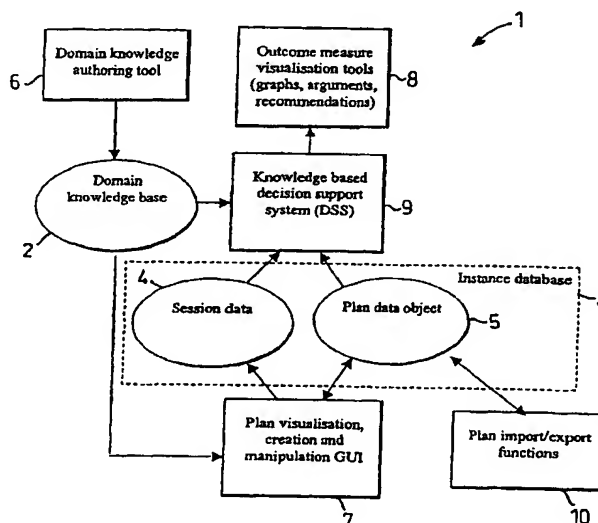 1
Domain knowledge
authoring tool
6
Outcome measure
visualisation tools
(graphs, arguments,
recommendations)
8
Domain
knowledge base
2
Knowledge based
decision support
system (DSS)
9
Instance database
4
Session data
Plan data object
5
Plan visualisation,
creation and
manipulation GUI
7
Plan import/export
functions
10